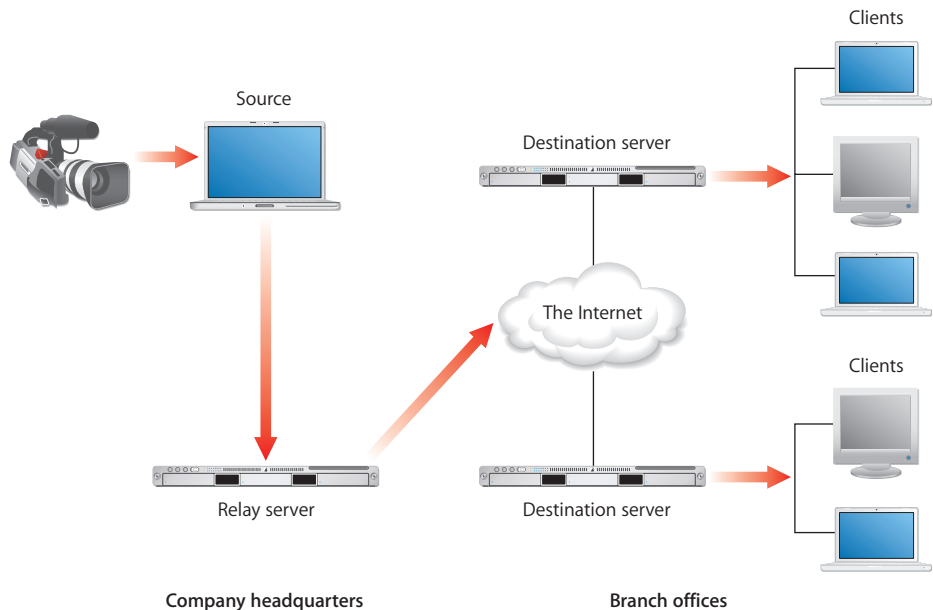 Clients
Source
Destination server
The Internet
Clients
Relay server
Destination server
Company headquarters
Branch offices